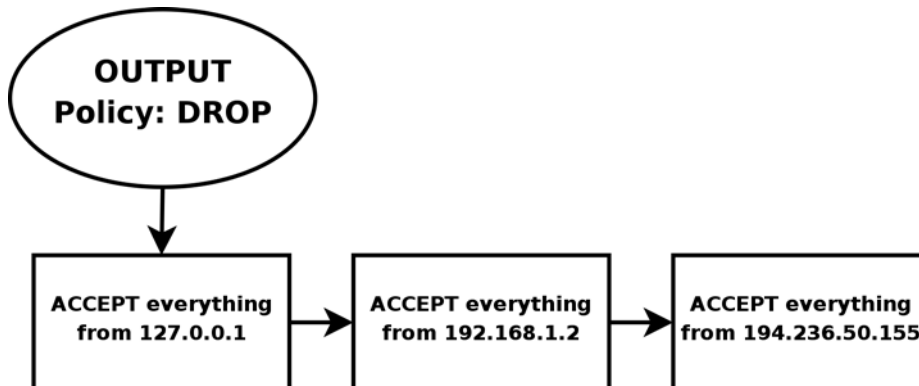 OUTPUT
Policy: DROP
ACCEPT everything
from 127.0.0.1
ACCEPT everything
from 192.168.1.2
ACCEPT everything
from 194.236.50.155